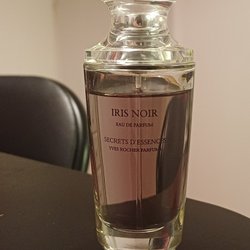 IRIS NOIR
EAU DE PARFUM
SECRETS D'ESSENCES
YVES ROCHER PARFUMS